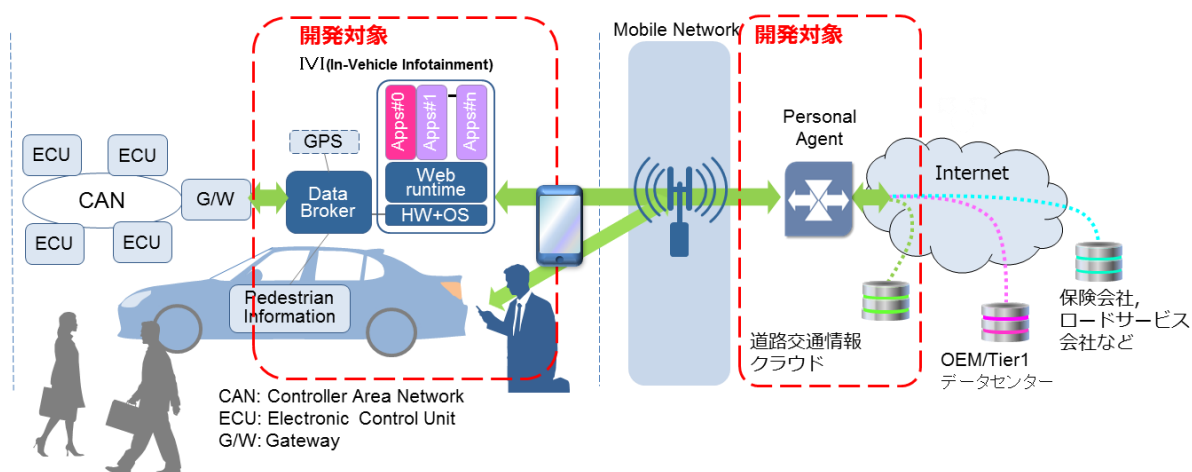 開発対象
IVI(In-Vehicle Infotainment)
Apps#0
Apps#1
Apps#n
GPS
ECU
ECU
CAN
G/W
Data
Broker
Web
runtime
HW+OS
ECU
ECU
Pedestrian
Information
CAN: Controller Area Network
ECU: Electronic Control Unit
G/W: Gateway
Mobile Network
開発対象
Personal
Agent
Internet
道路交通情報
クラウド
OEM/Tier1
データセンター
保険会社,
ロードサービス
会社など